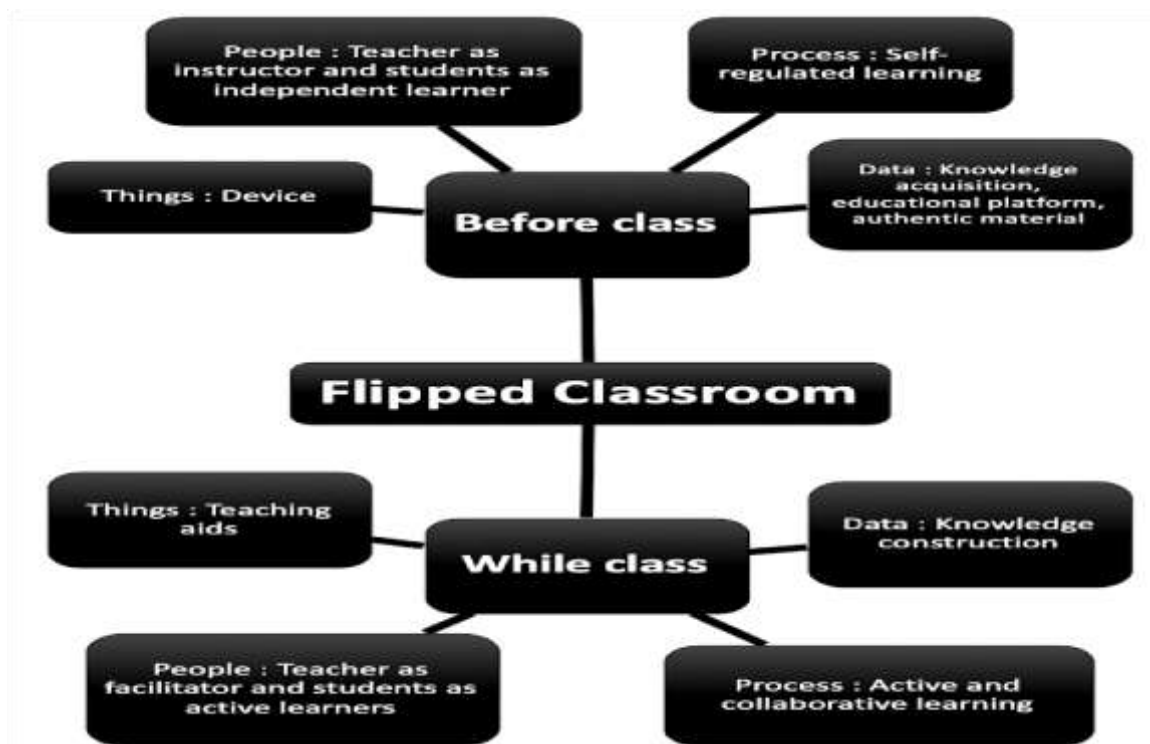 People : Teacher as
instructor and students as
independent learner
Process : Self-
regulated learning
Things : Device
Data : Knowledge
acquisition,
educational platform,
authentic material
Before class
Flipped Classroom
Things : Teaching
aids
Data : Knowledge
construction
While class
People : Teacher as
facilitator and students as
active learners
Process : Active and
collaborative learning